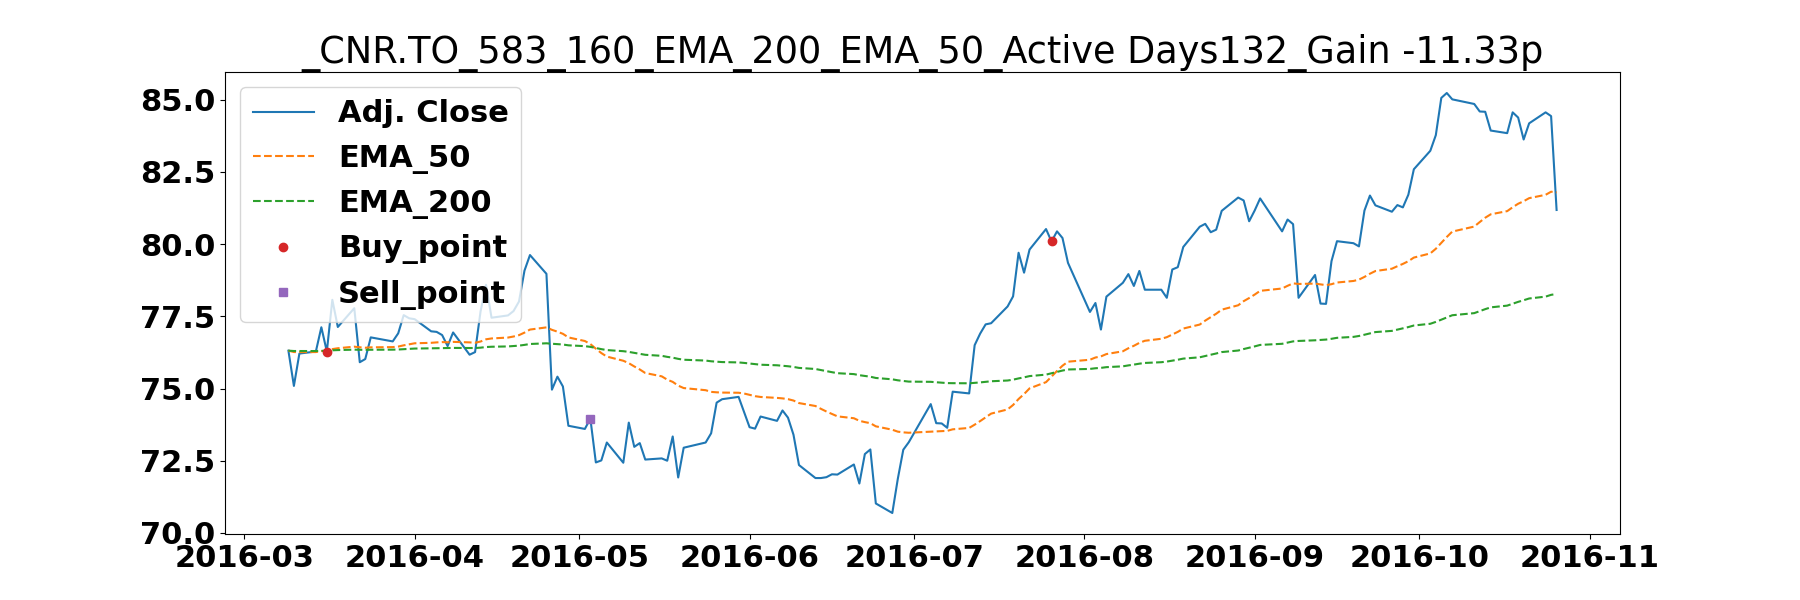 _CNR.TO_583_160_EMA_200_EMA_50_Active Days132_Gain -11.33p
85.0
82.5
80.0
77.5
75.0
72.5
70.0
Adj. Close
EMA_50
EMA_200
Buy_point
Sell_point
2016-03 2016-04 2016-05 2016-06 2016-07 2016-08 2016-09 2016-10 2016-11